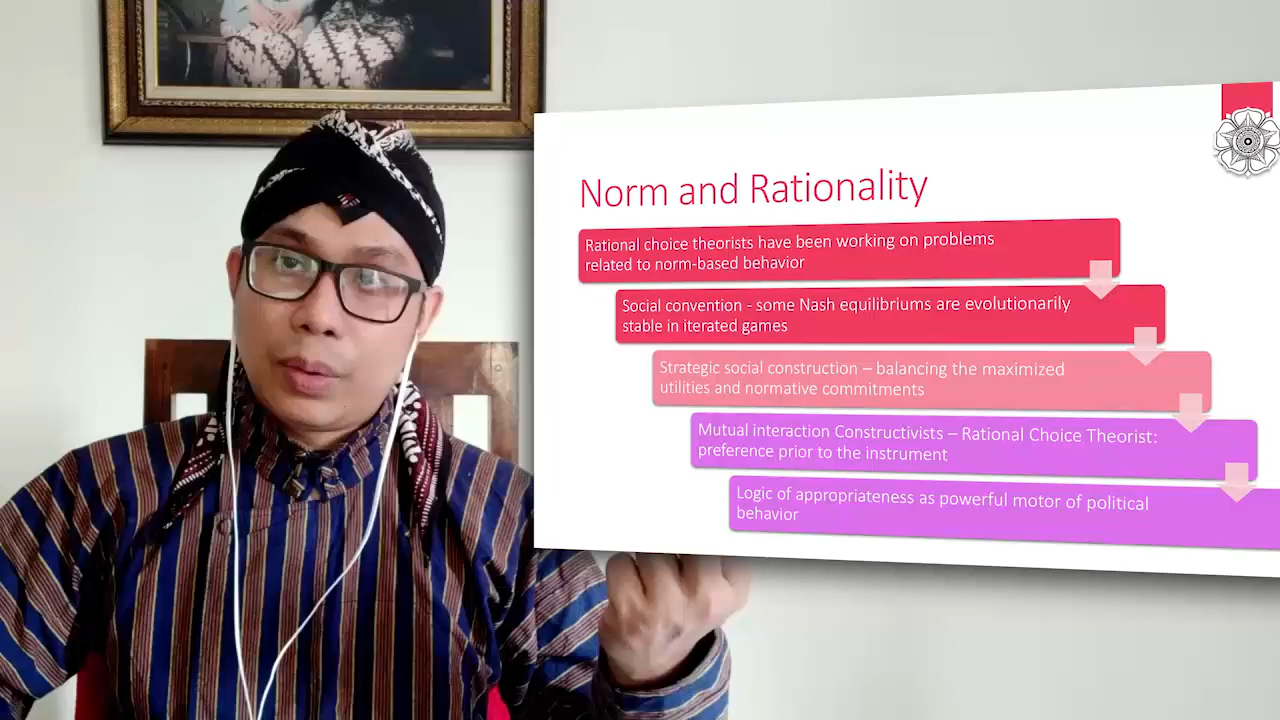 Norm and Rationality
Rational choice theorists have been working on problems
related to norm-based behavior
Social convention - some Nash equilibriums are evolutionarily
stable in iterated games
Strategic social construction – balancing the maximized
utilities and normative commitments
Mutual interaction Constructivists – Rational Choice Theorist:
preference prior to the instrument
Logic of appropriateness as powerful motor of political
behavior